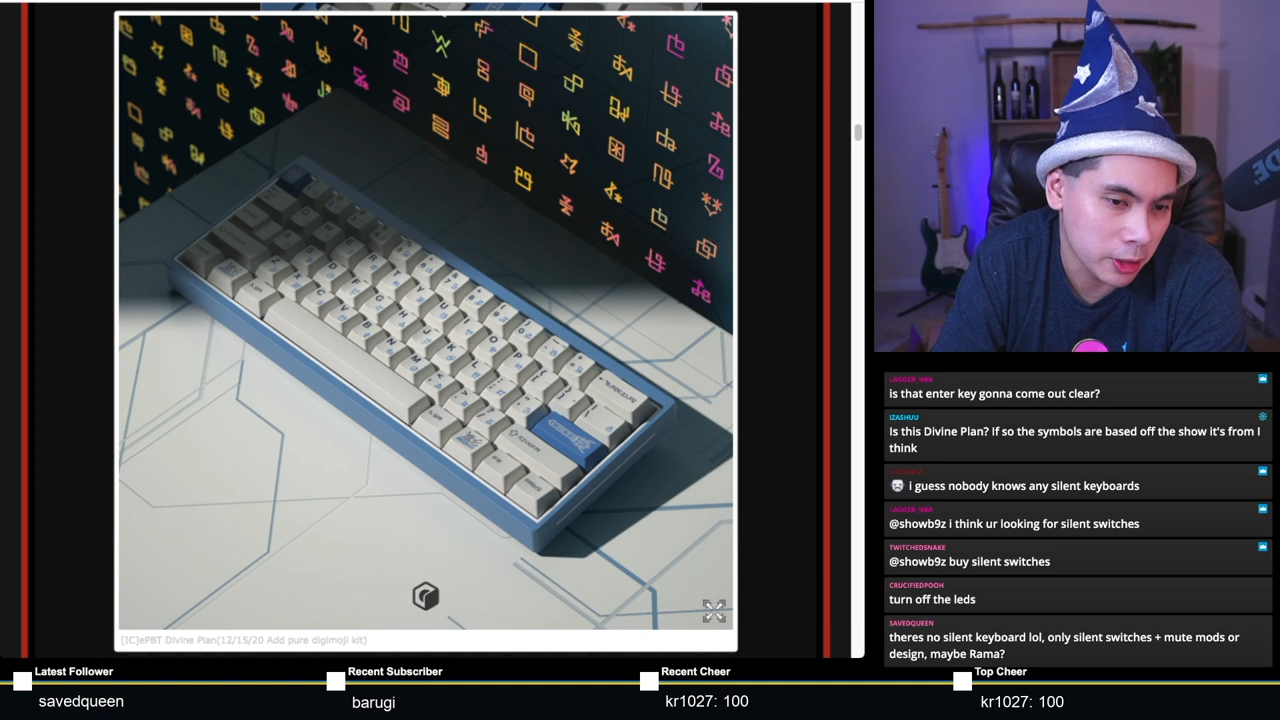 [IC]ePBT Divine Plan(12/15/20 Add pure digimoji kit)
LAGGER_NBA
is that enter key gonna come out clear?
IZASHUU
Is this Divine Plan? If so the symbols are based off the show it's from I
think
i guess nobody knows any silent keyboards
LAGGER_NBA
@showb9z i think ur looking for silent switches
TWITCHEDSNAKE
@showb9z buy silent switches
CRUCIFIEDPOOH
turn off the leds
SAVEDQUEEN
theres no silent keyboard lol, only silent switches + mute mods or
design, maybe Rama?
Latest Follower
savedqueen
Recent Subscriber
barugi
Recent Cheer
kr1027: 100
Top Cheer
kr1027: 100